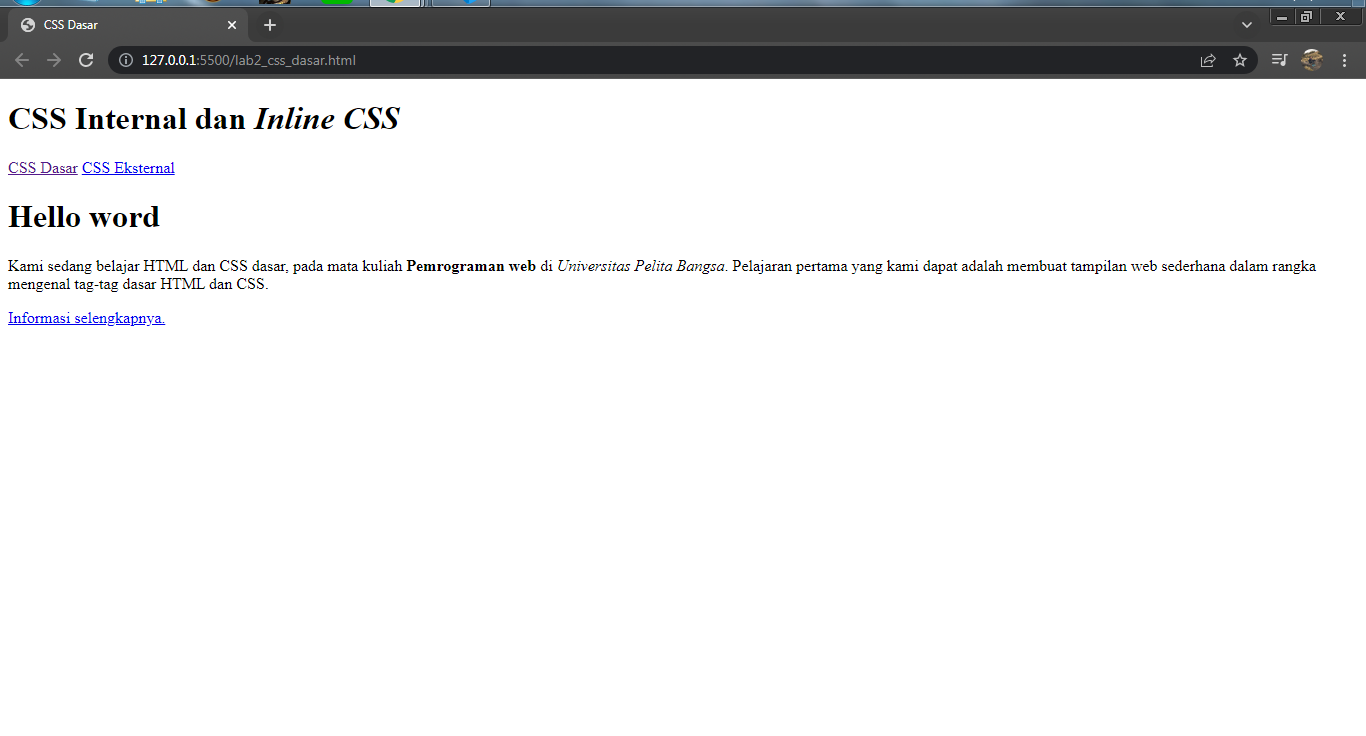 CSS Dasar
127.0.0.1:5500/lab2_css_dasar.html
CSS Internal dan Inline CSS
CSS Dasar CSS Eksternal
Hello word
Kami sedang belajar HTML dan CSS dasar, pada mata kuliah Pemrograman web di Universitas Pelita Bangsa. Pelajaran pertama yang kami dapat adalah membuat tampilan web sederhana dalam rangka
mengenal tag-tag dasar HTML dan CSS.
Informasi selengkapnya.